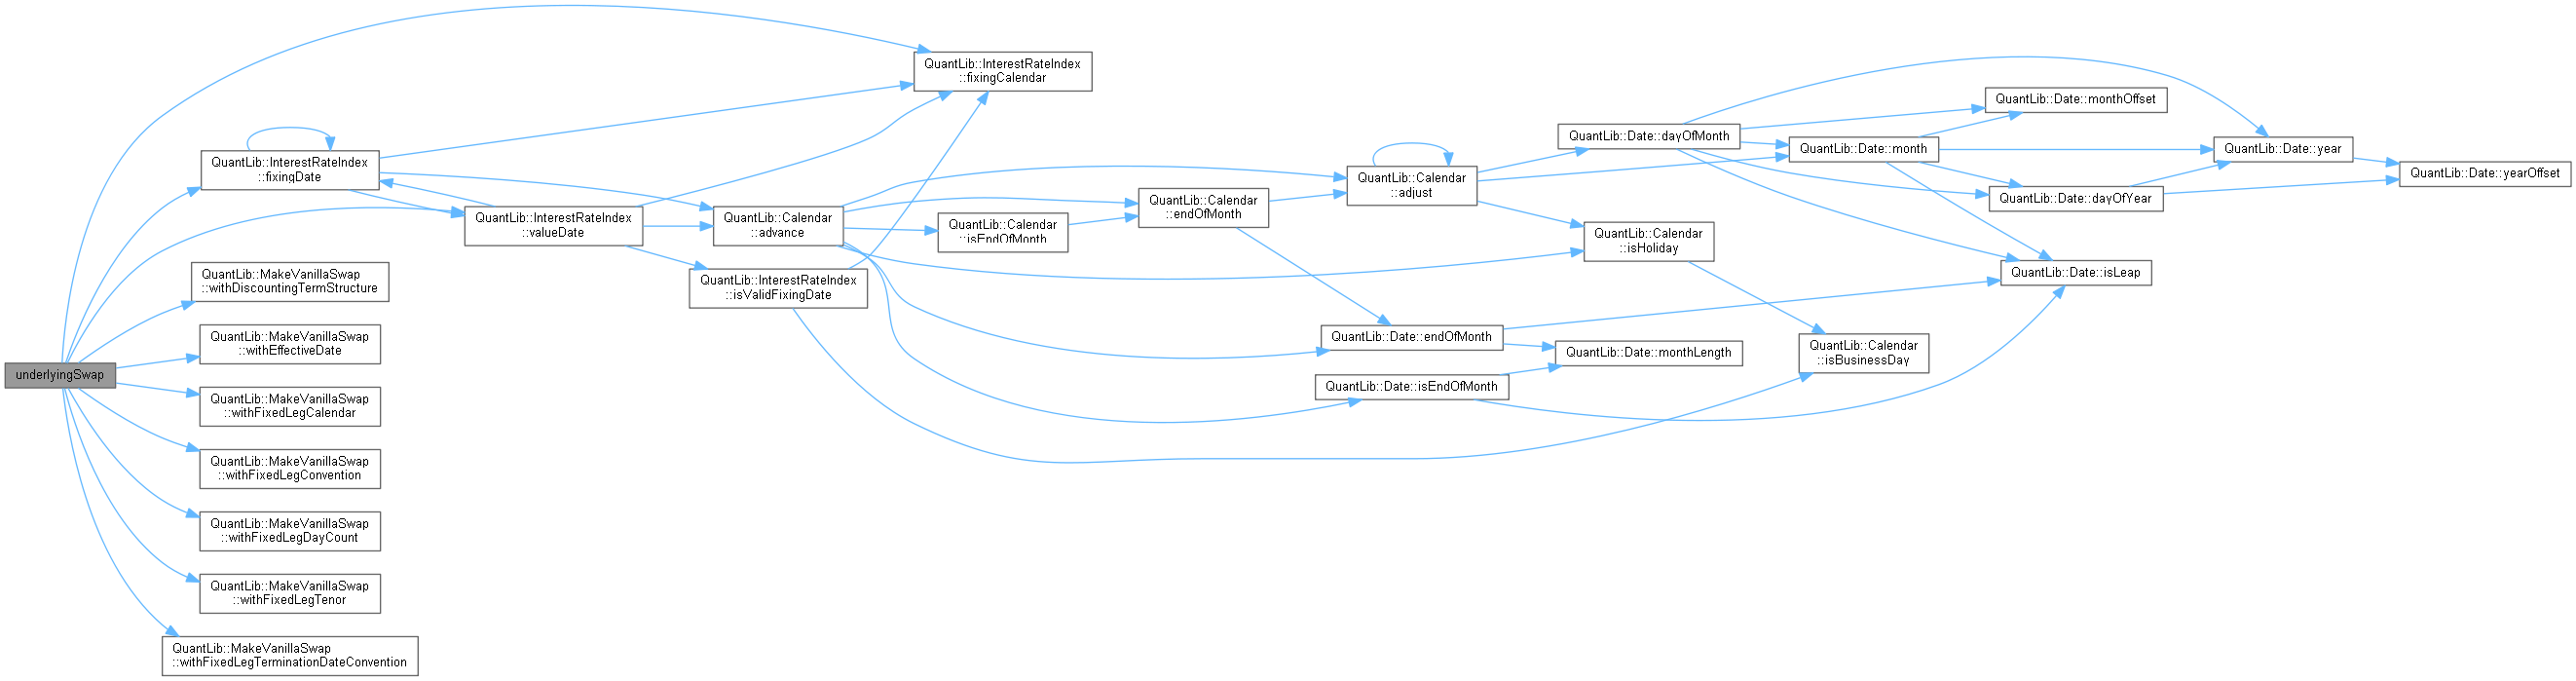 underlyingSwap
QuantLib::InterestRateIndex
::fixingCalendar
QuantLib::InterestRateIndex
::fixingDate
QuantLib::InterestRateIndex
::valueDate
QuantLib::MakeVanillaSwap
::withDiscountingTermStructure
QuantLib::MakeVanillaSwap
::withEffectiveDate
QuantLib::MakeVanillaSwap
::withFixedLegCalendar
QuantLib::MakeVanillaSwap
::withFixedLegConvention
QuantLib::MakeVanillaSwap
::withFixedLegDayCount
QuantLib::MakeVanillaSwap
::withFixedLegTenor
QuantLib::MakeVanillaSwap
::withFixedLegTerminationDateConvention
QuantLib::Calendar
::advance
QuantLib::InterestRateIndex
::isValidFixingDate
QuantLib::Calendar
::isEndOfMonth
QuantLib::Calendar
::endOfMonth
QuantLib::Calendar
::adjust
QuantLib::Date::endOfMonth
QuantLib::Date::isEndOfMonth
QuantLib::Date::dayOfMonth
QuantLib::Calendar
::isHoliday
QuantLib::Date::monthLength
QuantLib::Date::month
QuantLib::Calendar
::isBusinessDay
QuantLib::Date::monthOffset
QuantLib::Date::dayOfYear
QuantLib::Date::isLeap
QuantLib::Date::year
QuantLib::Date::yearOffset